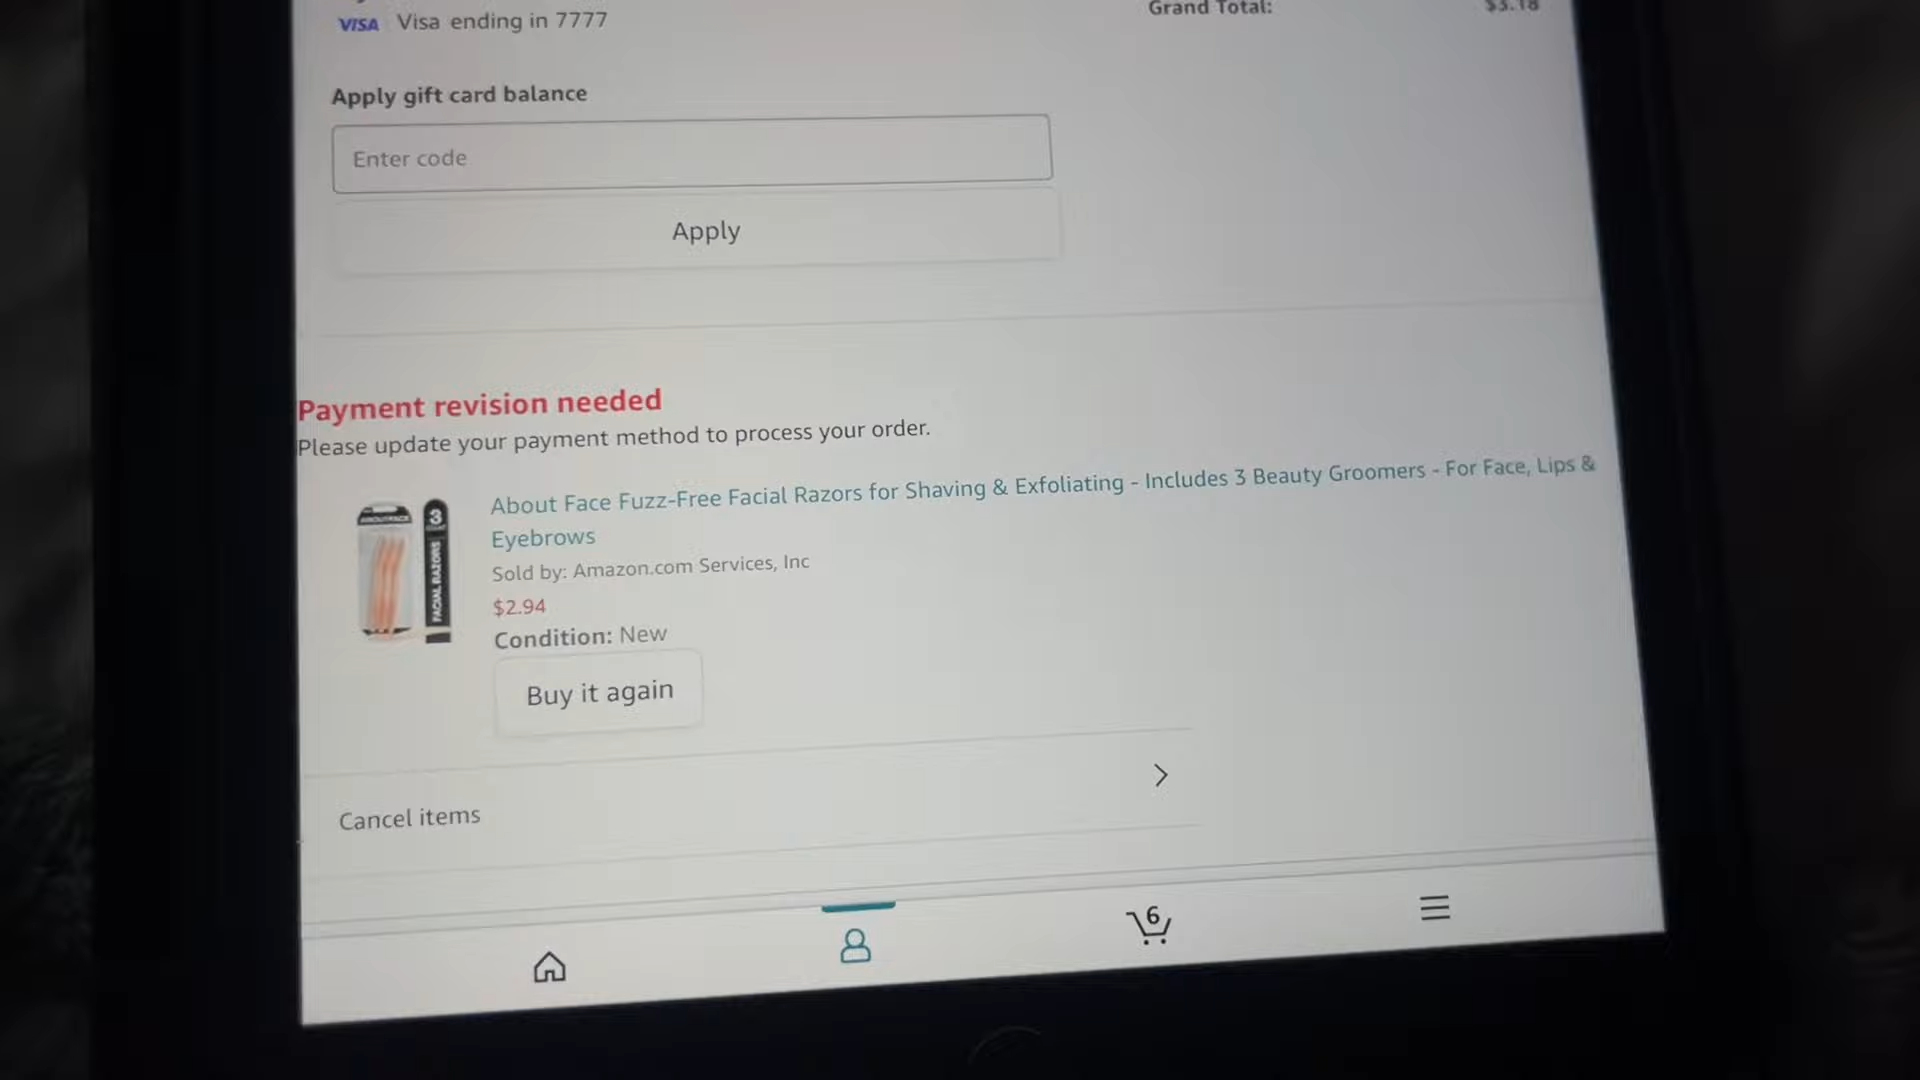 VISA Visa ending in 7777
Grand Total: $3.18
Apply gift card balance
Enter code
Apply
Payment revision needed
Please update your payment method to process your order.
3
FACIAL RAZORS
About Face Fuzz-Free Facial Razors for Shaving & Exfoliating - Includes 3 Beauty Groomers - For Face, Lips &
Eyebrows
Sold by: Amazon.com Services, Inc
$2.94
Condition: New
Buy it again
Cancel items
6